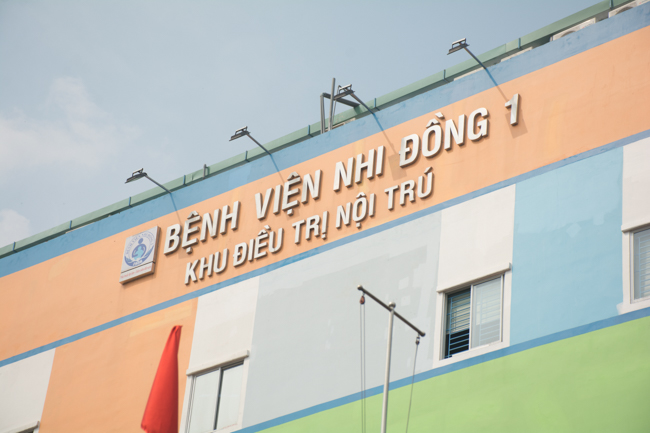 BỆNH VIỆN NHI ĐỒNG 1
KHU ĐIỀU TRỊ NỘI TRÚ